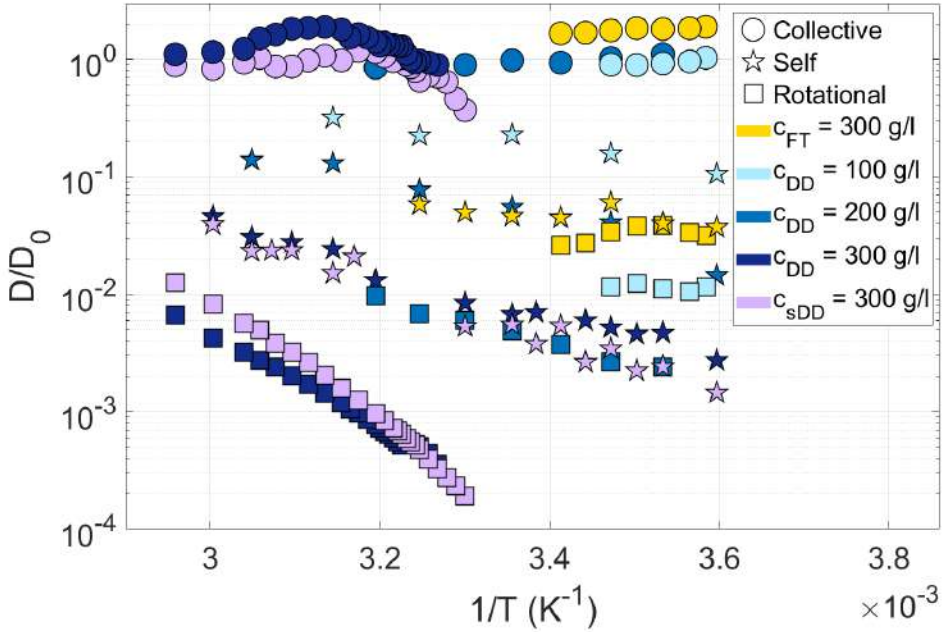 10^0
10^-1
10^-2
10^-3
10^-4
D/D_0
3
3.2
3.4
3.6
3.8
1/T (K^-1)
×10^-3
Collective
Self
Rotational
c_FT = 300 g/l
c_DD = 100 g/l
c_DD = 200 g/l
c_DD = 300 g/l
c_sDD = 300 g/l